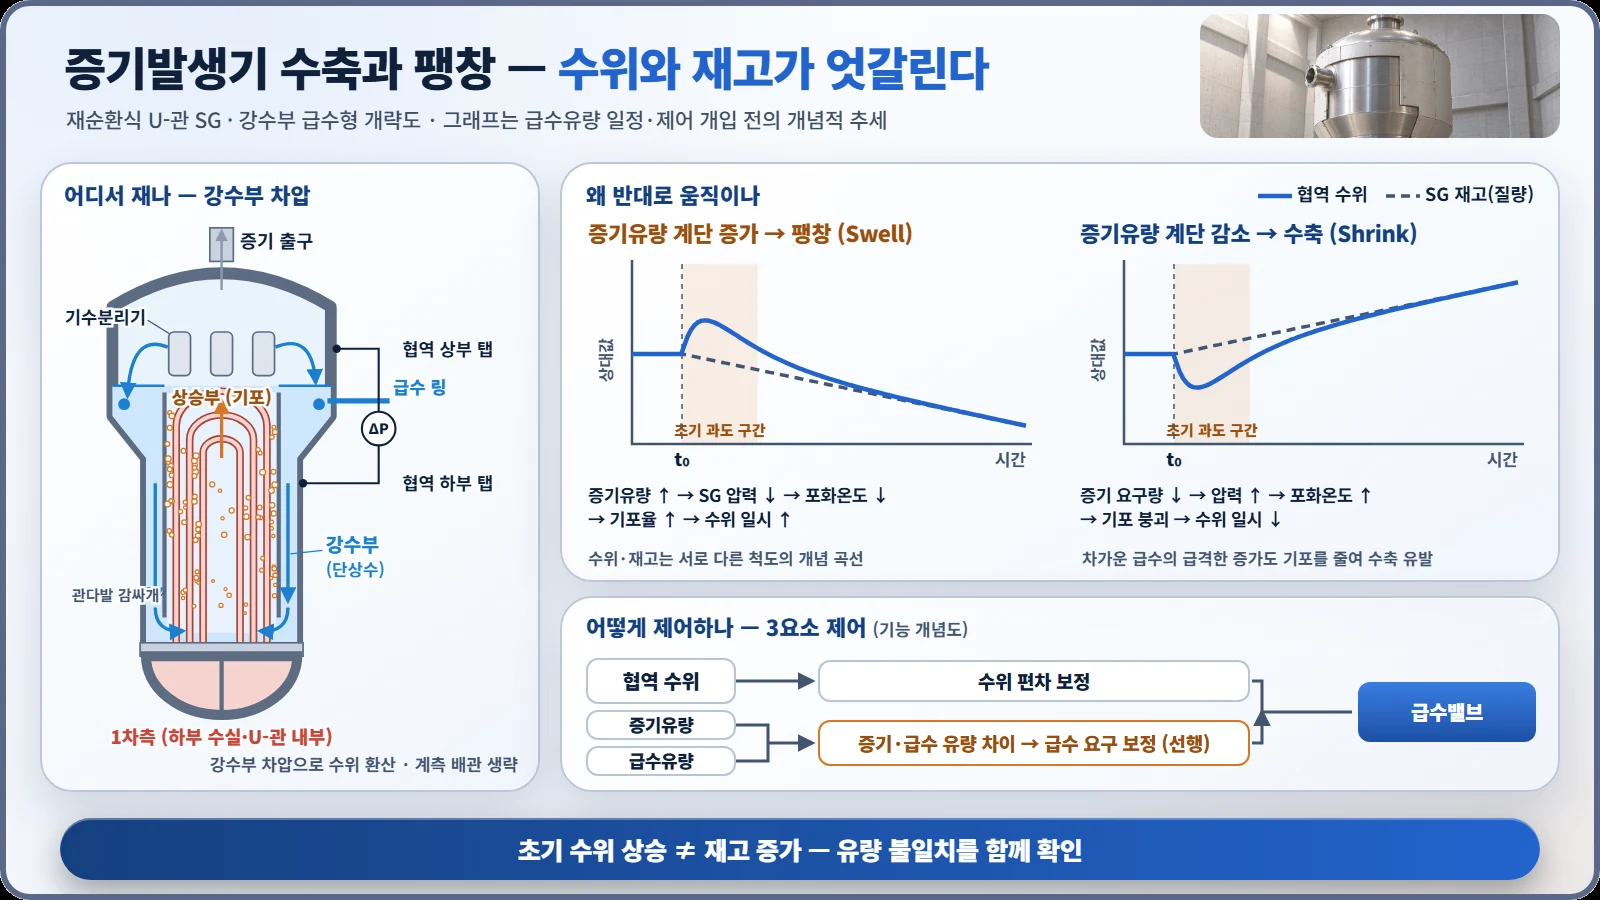 증기발생기 수축과 팽창 — 수위와 재고가 엇갈린다
재순환식 U-관 SG · 강수부 급수형 개략도 · 그래프는 급수유량 일정·제어 개입 전의 개념적 추세
어디서 재나 — 강수부 차압
증기 출구
기수분리기
협역 상부 탭
급수 링
상승부 (기포)
ΔP
협역 하부 탭
강수부
(단상수)
관다발 감싸개
1차측 (하부 수실·U-관 내부)
강수부 차압으로 수위 환산 · 계측 배관 생략
왜 반대로 움직이나
협역 수위
SG 재고(질량)
증기유량 계단 증가 → 팽창 (Swell)
상대값
초기 과도 구간
t₀
시간
증기유량 ↑ → SG 압력 ↓ → 포화온도 ↓
→ 기포율 ↑ → 수위 일시 ↑
수위·재고는 서로 다른 척도의 개념 곡선
증기유량 계단 감소 → 수축 (Shrink)
상대값
초기 과도 구간
t₀
시간
증기 요구량 ↓ → 압력 ↑ → 포화온도 ↑
→ 기포 붕괴 → 수위 일시 ↓
차가운 급수의 급격한 증가도 기포를 줄여 수축 유발
어떻게 제어하나 — 3요소 제어 (기능 개념도)
협역 수위
수위 편차 보정
증기유량
급수유량
증기·급수 유량 차이 → 급수 요구 보정 (선행)
급수밸브
초기 수위 상승 ≠ 재고 증가 — 유량 불일치를 함께 확인